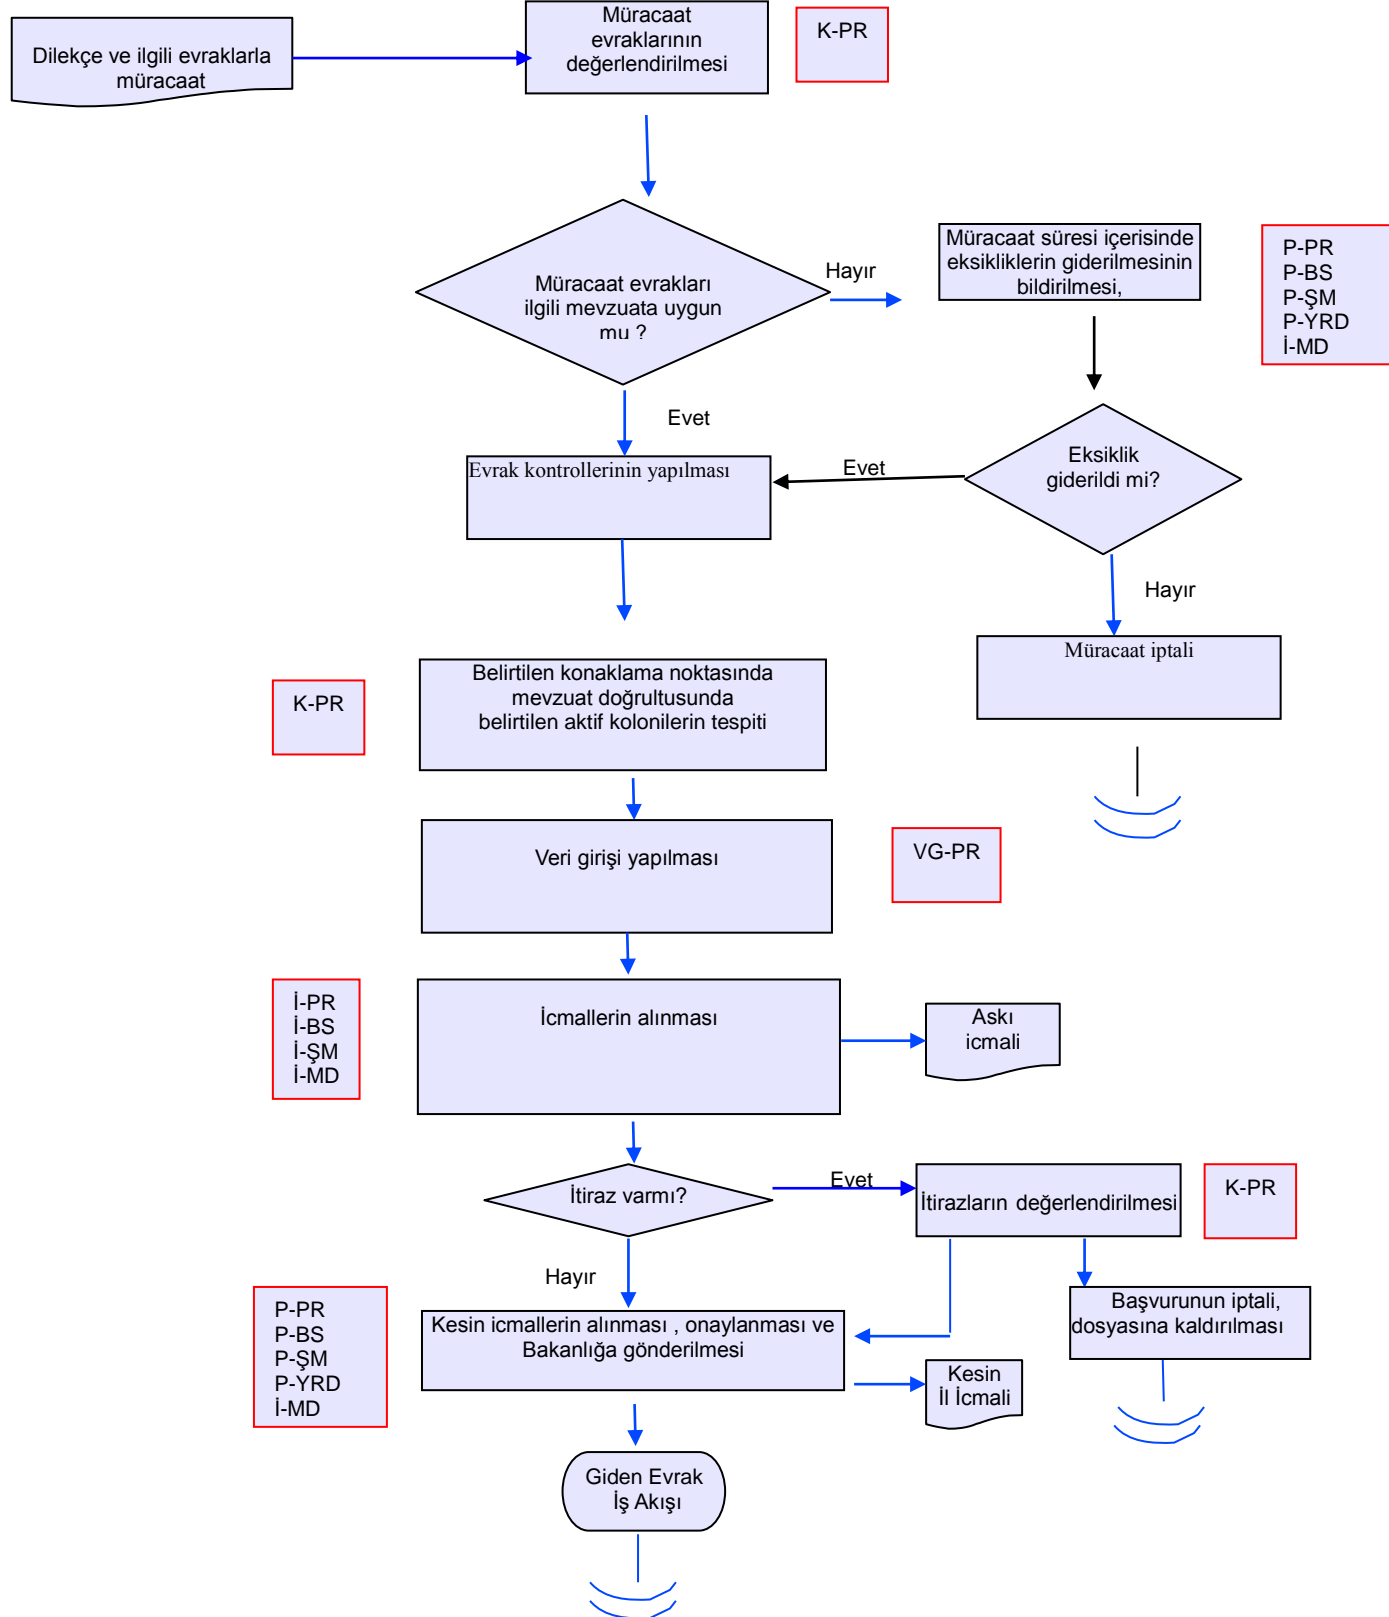 Dilekçe ve ilgili evraklarla
müracaat
Müracaat
evraklarının
değerlendirilmesi
K-PR
Müracaat evrakları
ilgili mevzuata uygun
mu ?
Hayır
Müracaat süresi içerisinde
eksikliklerin giderilmesinin
bildirilmesi,
P-PR
P-BS
P-ŞM
P-YRD
İ-MD
Evet
Evrak kontrollerinin yapılması
Evet
Eksiklik
giderildi mi?
Hayır
Müracaat iptali
K-PR
Belirtilen konaklama noktasında
mevzuat doğrultusunda
belirtilen aktif kolonilerin tespiti
Veri girişi yapılması
VG-PR
İ-PR
İ-BS
İ-ŞM
İ-MD
İcmallerin alınması
Askı
icmali
İtiraz varmı?
Evet
İtirazların değerlendirilmesi
K-PR
Hayır
P-PR
P-BS
P-ŞM
P-YRD
İ-MD
Kesin icmallerin alınması , onaylanması ve
Bakanlığa gönderilmesi
Başvurunun iptali,
dosyasına kaldırılması
Kesin
İl İcmali
Giden Evrak
İş Akışı